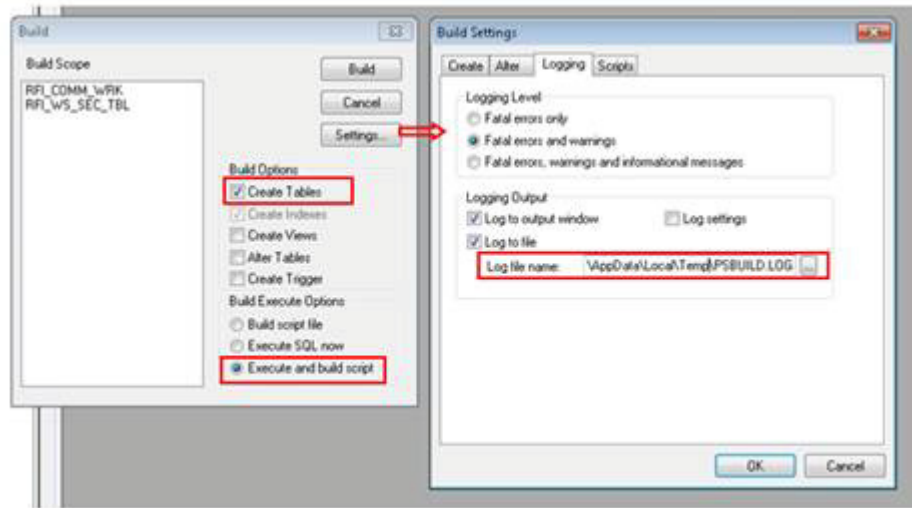 Build
Build Scope
RFI_COMM_WRK
RFI_WS_SEC_TBL
Build
Cancel
Settings...
Build Options
Create Tables
Create Indexes
Create Views
Alter Tables
Create Trigger
Build Execute Options
Build script file
Execute SQL now
Execute and build script
Build Settings
Create
Alter
Logging
Scripts
Logging Level
Fatal errors only
Fatal errors and warnings
Fatal errors, warnings and informational messages
Logging Output
Log to output window
Log settings
Log to file
Log file name: \AppData\Local\Temp\PSBUILD.LOG ...
OK
Cancel